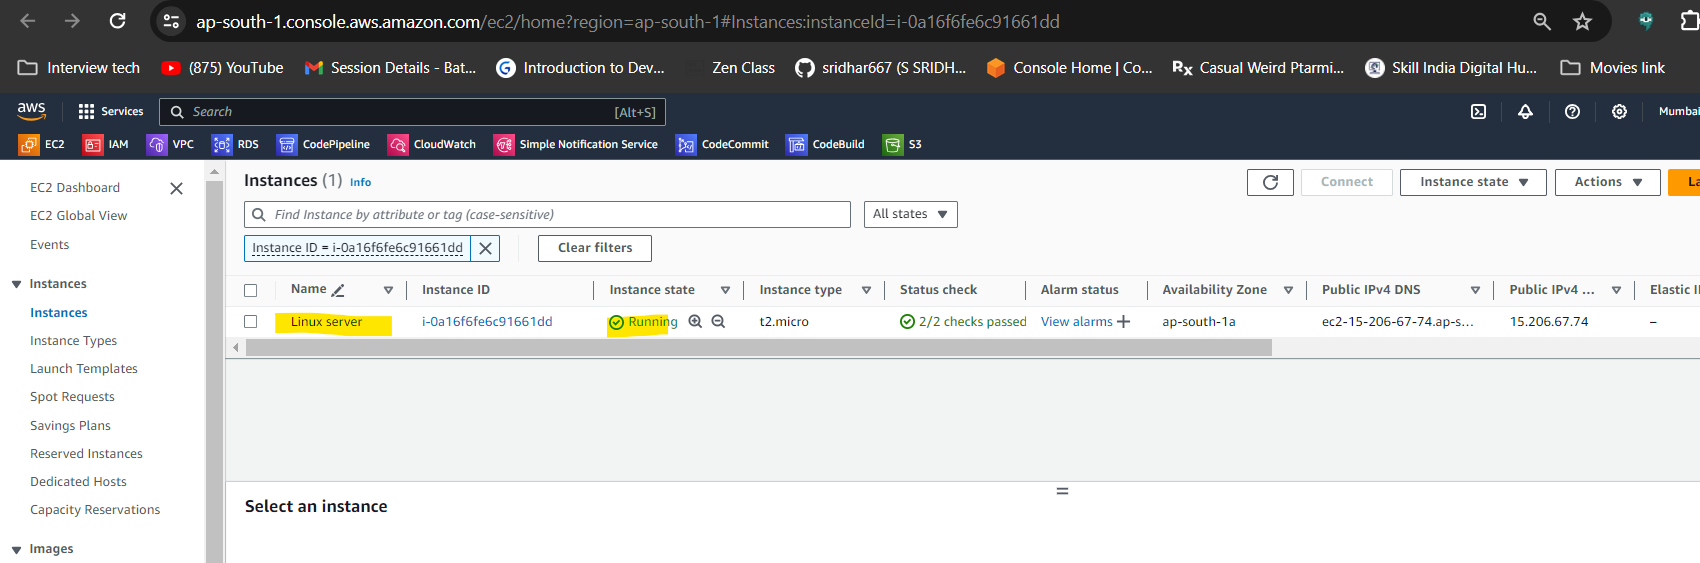 ap-south-1.console.aws.amazon.com/ec2/home?region=ap-south-1#Instances:instanceId=i-0a16f6fe6c91661dd
Interview tech (875) YouTube Session Details - Bat... Introduction to Dev... Zen Class sridhar667 (S SRIDH... Console Home | Co... Rx Casual Weird Ptarmi... Skill India Digital Hu... Movies link
aws Services Search [Alt+S] Mumbai
EC2 IAM VPC RDS CodePipeline CloudWatch Simple Notification Service CodeCommit CodeBuild S3
EC2 Dashboard
EC2 Global View
Events
Instances
Instances
Instance Types
Launch Templates
Spot Requests
Savings Plans
Reserved Instances
Dedicated Hosts
Capacity Reservations
Images
Instances (1) Info Connect Instance state Actions La
Find Instance by attribute or tag (case-sensitive) All states
Instance ID = i-0a16f6fe6c91661dd Clear filters
Name Instance ID Instance state Instance type Status check Alarm status Availability Zone Public IPv4 DNS Public IPv4 ... Elastic I
Linux server i-0a16f6fe6c91661dd Running t2.micro 2/2 checks passed View alarms + ap-south-1a ec2-15-206-67-74.ap-s... 15.206.67.74 –
Select an instance